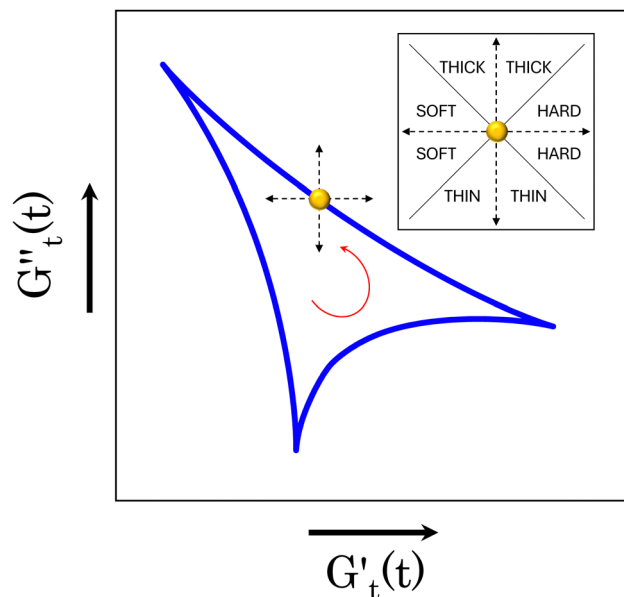 THICK THICK
SOFT HARD
SOFT HARD
THIN THIN
G"ₜ(t)
G'ₜ(t)